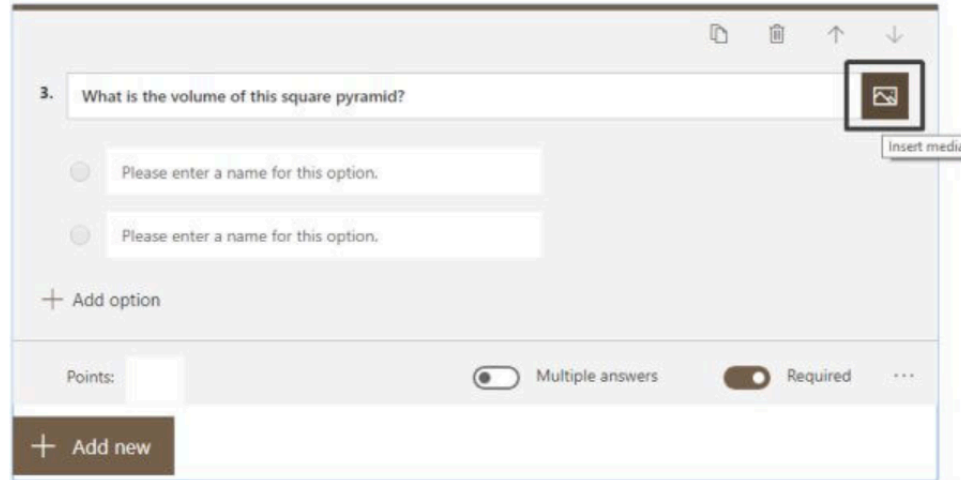 3. What is the volume of this square pyramid?
Insert media
Please enter a name for this option.
Please enter a name for this option.
Add option
Points:
Multiple answers
Required
Add new